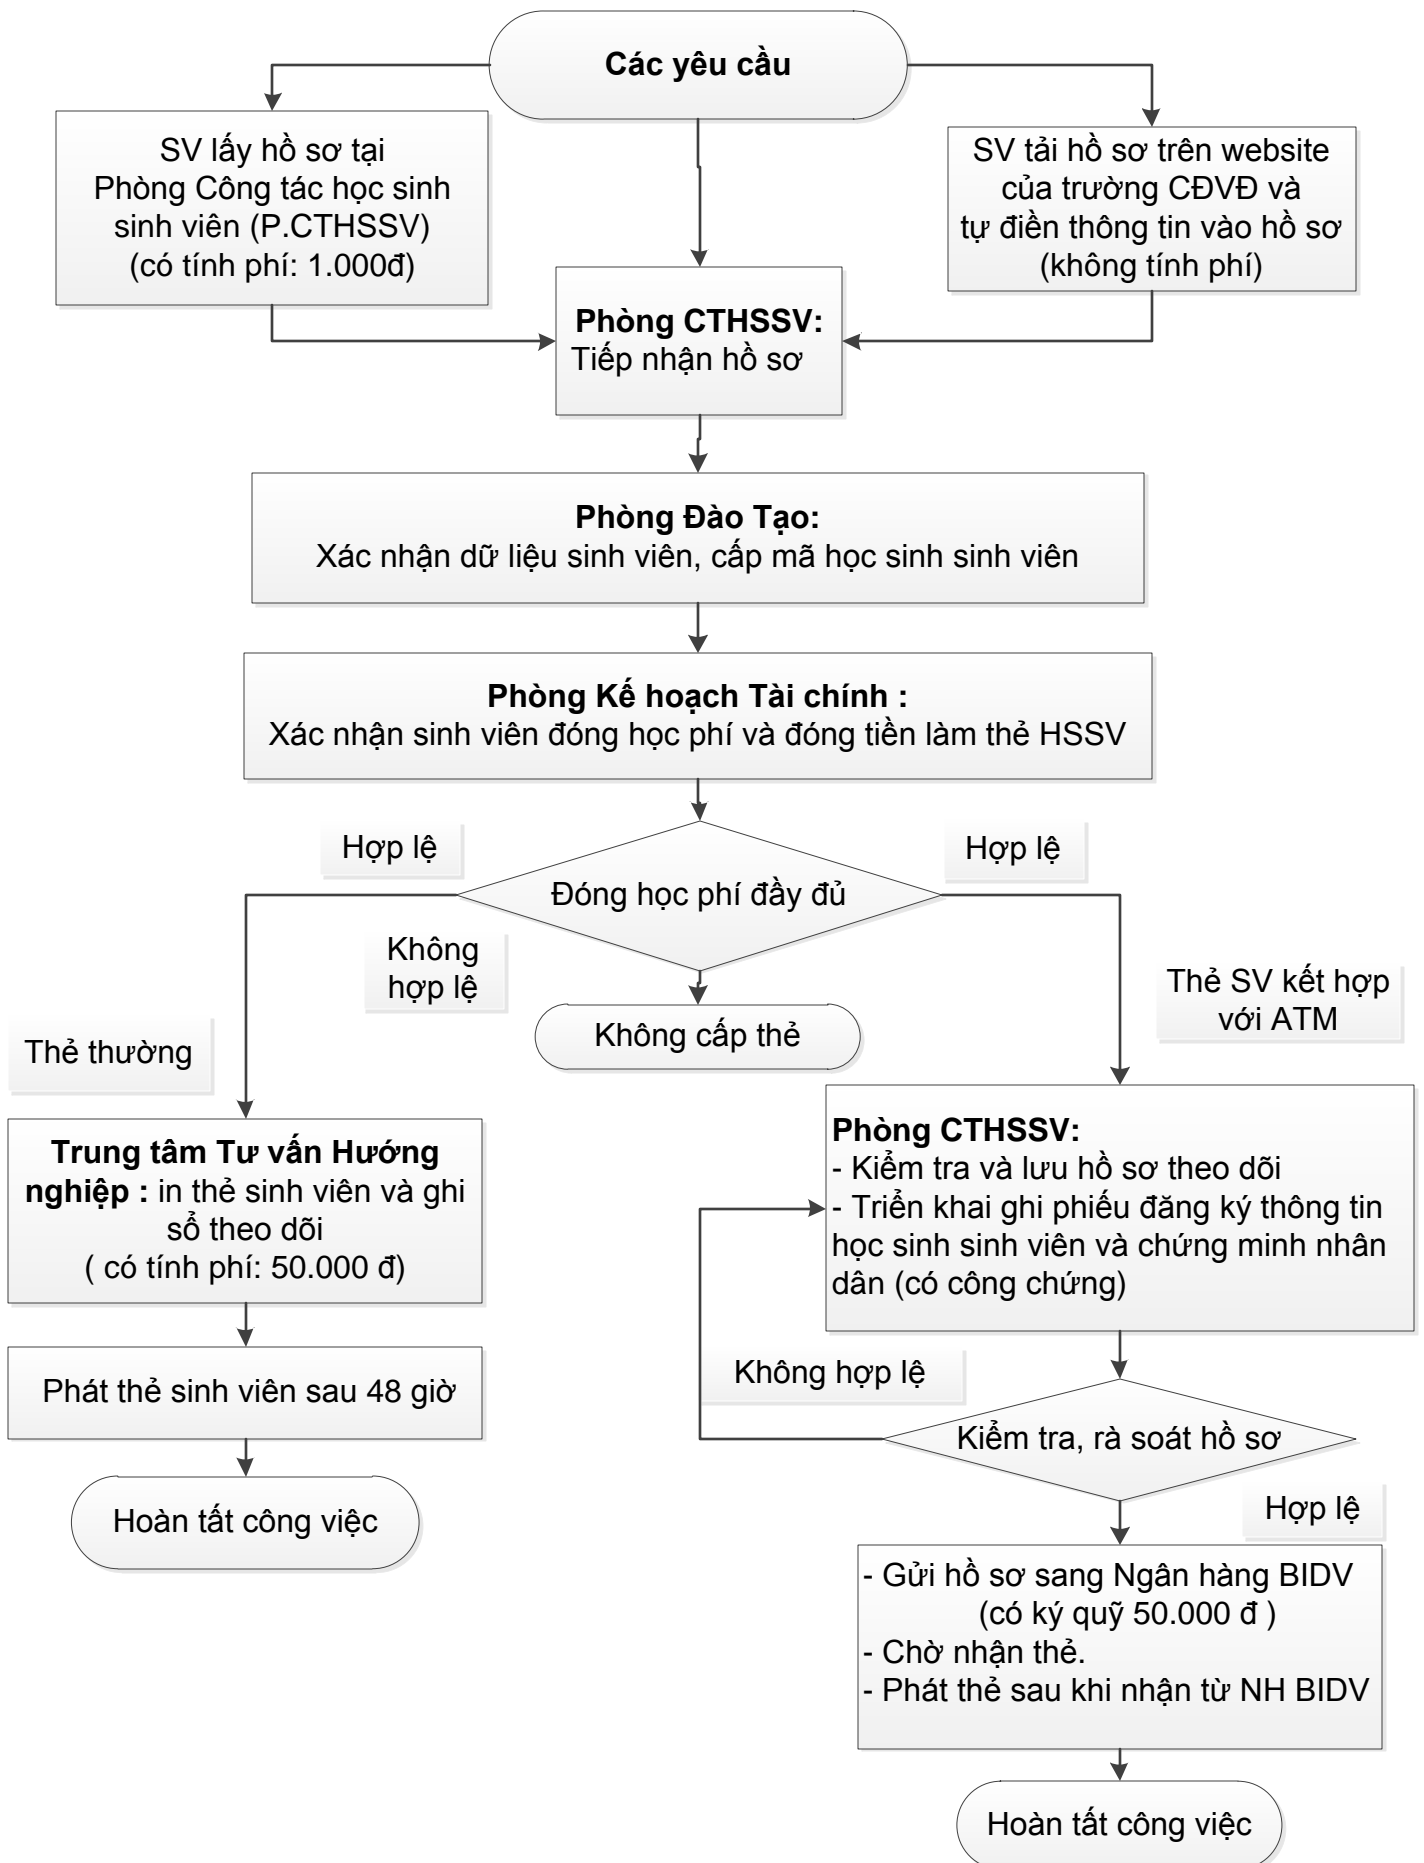 Các yêu cầu
SV lấy hồ sơ tại
Phòng Công tác học sinh
sinh viên (P.CTHSSV)
(có tính phí: 1.000đ)
SV tải hồ sơ trên website
của trường CĐVĐ và
tự điền thông tin vào hồ sơ
(không tính phí)
Phòng CTHSSV:
Tiếp nhận hồ sơ
Phòng Đào Tạo:
Xác nhận dữ liệu sinh viên, cấp mã học sinh sinh viên
Phòng Kế hoạch Tài chính :
Xác nhận sinh viên đóng học phí và đóng tiền làm thẻ HSSV
Hợp lệ
Hợp lệ
Đóng học phí đầy đủ
Không
hợp lệ
Không cấp thẻ
Thẻ thường
Thẻ SV kết hợp
với ATM
Trung tâm Tư vấn Hướng
nghiệp : in thẻ sinh viên và ghi
sổ theo dõi
( có tính phí: 50.000 đ)
Phát thẻ sinh viên sau 48 giờ
Hoàn tất công việc
Phòng CTHSSV:
- Kiểm tra và lưu hồ sơ theo dõi
- Triển khai ghi phiếu đăng ký thông tin
học sinh sinh viên và chứng minh nhân
dân (có công chứng)
Không hợp lệ
Kiểm tra, rà soát hồ sơ
Hợp lệ
- Gửi hồ sơ sang Ngân hàng BIDV
(có ký quỹ 50.000 đ )
- Chờ nhận thẻ.
- Phát thẻ sau khi nhận từ NH BIDV
Hoàn tất công việc